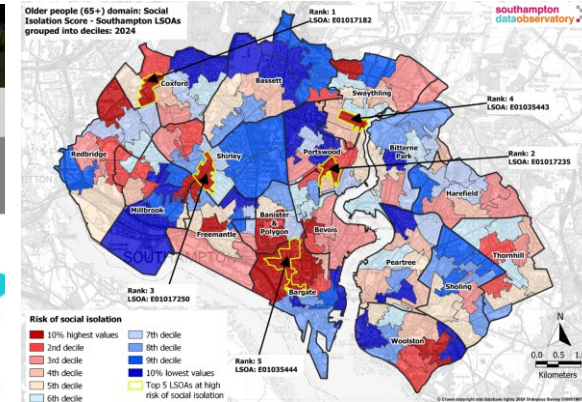 Older people (65+) domain: Social
Isolation Score - Southampton LSOAs
grouped into deciles: 2024
Rank: 1
LSOA: E01017182
southampton
dataobservatory
Coxford
Bassett
Swaythling
Rank: 4
LSOA: E01035443
Redbridge
Shirley
Portswood
Bitterne
Park
Rank: 2
LSOA: E01017235
Harefield
Millbrook
Freemantle
Banister
&
Polygon
Bevois
SOUTHAMPTON
Peartree
Thornhill
Sholing
Bargate
Rank: 3
LSOA: E01017250
Woolston
Risk of social isolation
10% highest values
2nd decile
3rd decile
4th decile
5th decile
6th decile
7th decile
8th decile
9th decile
10% lowest values
Top 5 LSOAs at high
risk of social isolation
Rank: 5
LSOA: E01035444
N
0.0 0.5 1.0
Kilometers